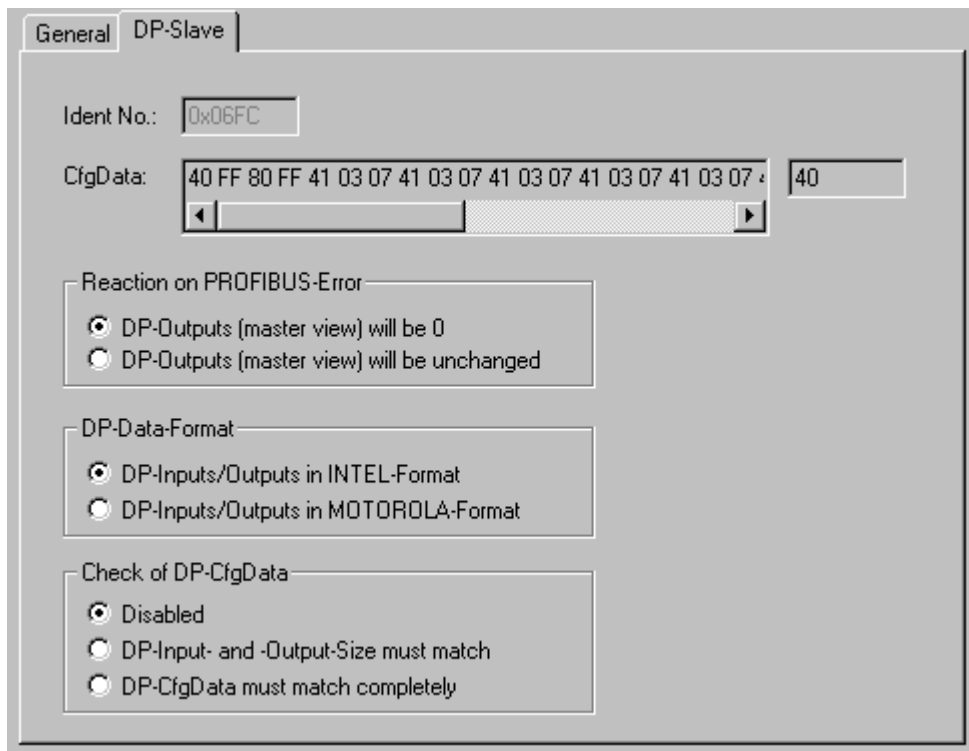 General DP-Slave
Ident No.: 0x06FC
CfgData: 40 FF 80 FF 41 03 07 41 03 07 41 03 07 41 03 07 41 03 07 40
Reaction on PROFIBUS-Error
DP-Outputs (master view) will be 0
DP-Outputs (master view) will be unchanged
DP-Data-Format
DP-Inputs/Outputs in INTEL-Format
DP-Inputs/Outputs in MOTOROLA-Format
Check of DP-CfgData
Disabled
DP-Input- and -Output-Size must match
DP-CfgData must match completely